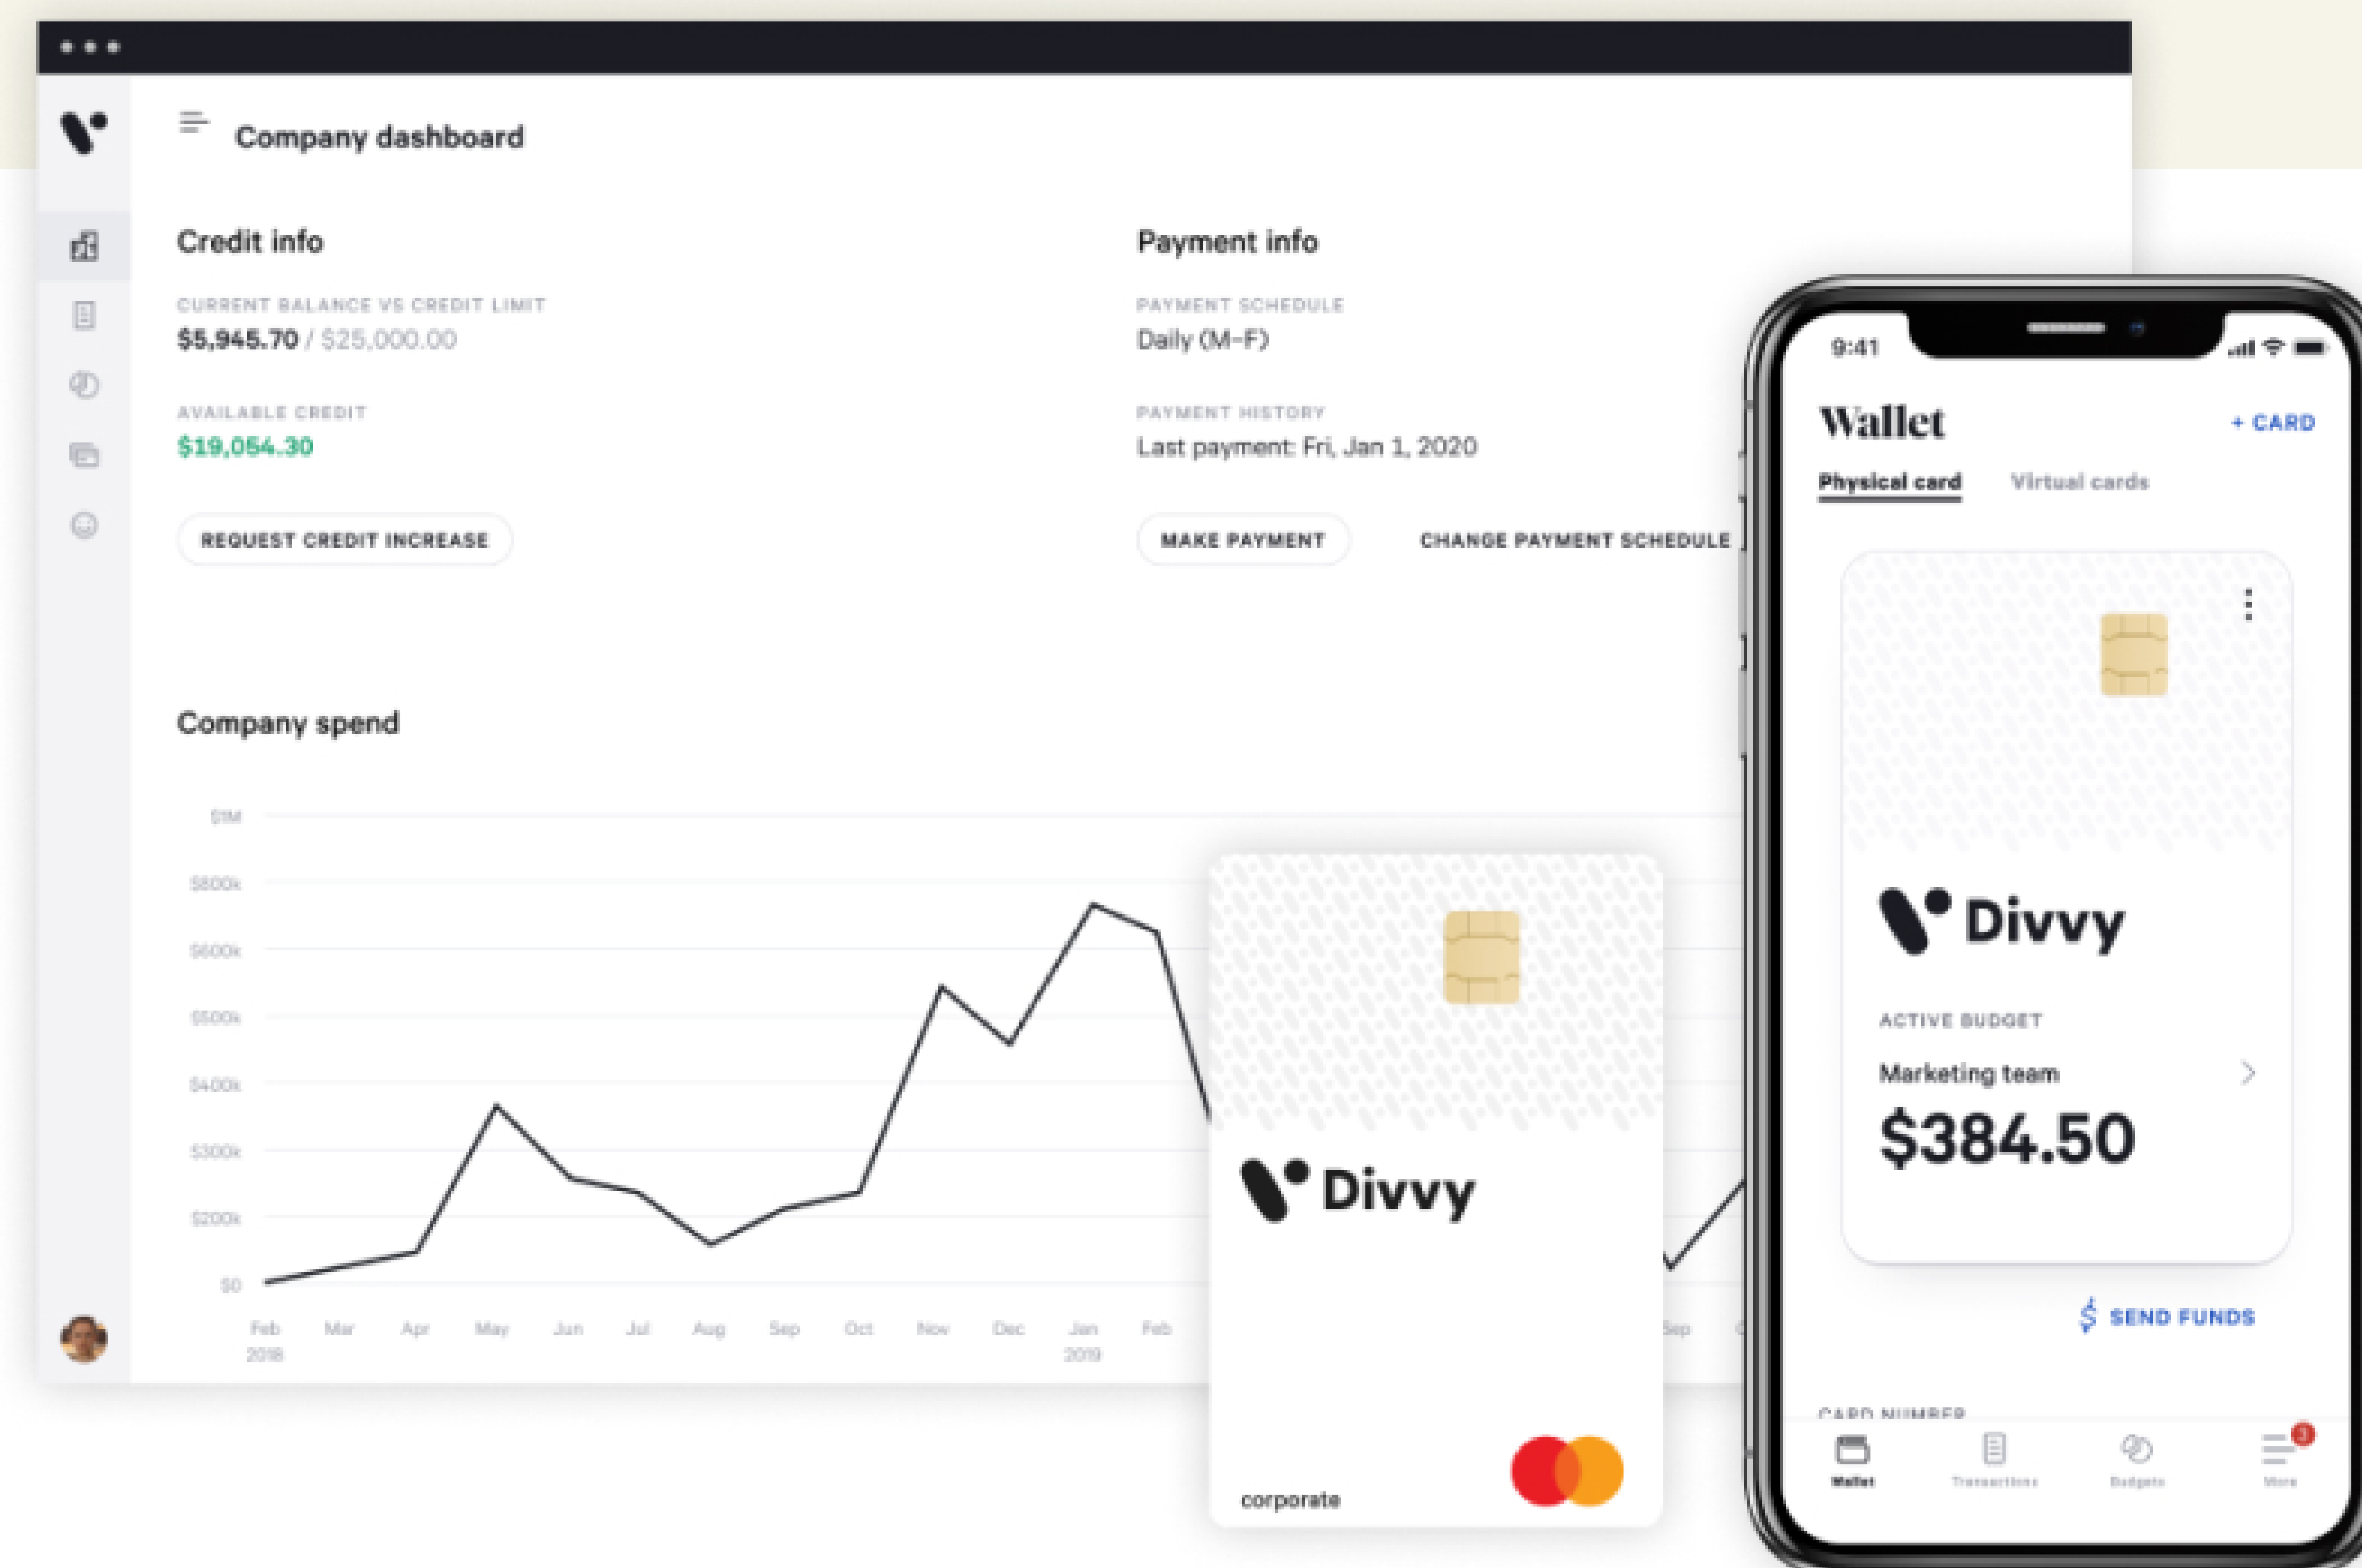 Company dashboard
Credit info
CURRENT BALANCE VS CREDIT LIMIT
$5,945.70 / $25,000.00
AVAILABLE CREDIT
$19,054.30
REQUEST CREDIT INCREASE
Payment info
PAYMENT SCHEDULE
Daily (M–F)
PAYMENT HISTORY
Last payment: Fri, Jan 1, 2020
MAKE PAYMENT
CHANGE PAYMENT SCHEDULE
Company spend
$1M
$800k
$600k
$500k
$400k
$300k
$200k
$0
Feb Mar Apr May Jun Jul Aug Sep Oct Nov Dec Jan Feb Sep
2018 2019
Divvy
corporate
9:41
Wallet
+ CARD
Physical card Virtual cards
Divvy
ACTIVE BUDGET
Marketing team
$384.50
SEND FUNDS
CARD NUMBER
3
Wallet Transactions Budgets More